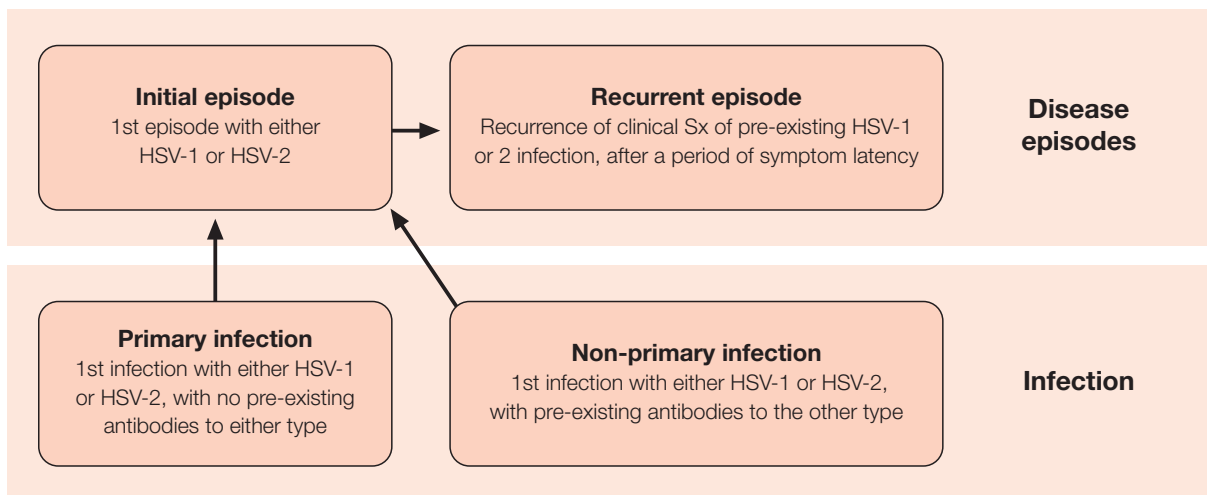 Initial episode
1st episode with either
HSV-1 or HSV-2
Recurrent episode
Recurrence of clinical Sx of pre-existing HSV-1
or 2 infection, after a period of symptom latency
Disease
episodes
Primary infection
1st infection with either HSV-1
or HSV-2, with no pre-existing
antibodies to either type
Non-primary infection
1st infection with either HSV-1 or HSV-2,
with pre-existing antibodies to the other type
Infection